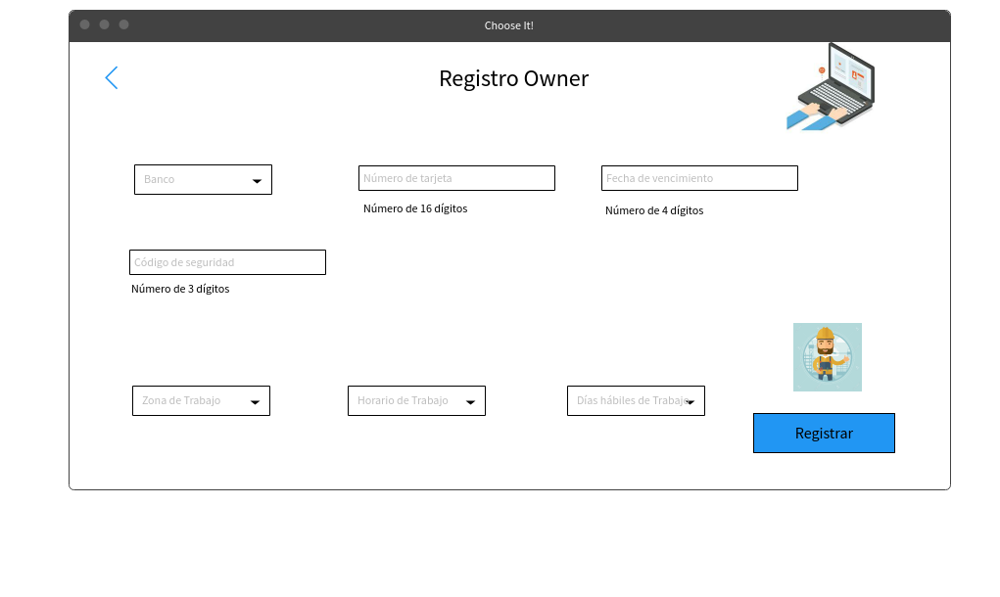 Choose It!
Registro Owner
Banco
Número de tarjeta
Fecha de vencimiento
Número de 16 dígitos
Número de 4 dígitos
Código de seguridad
Número de 3 dígitos
Zona de Trabajo
Horario de Trabajo
Días hábiles de Trabajo
Registrar